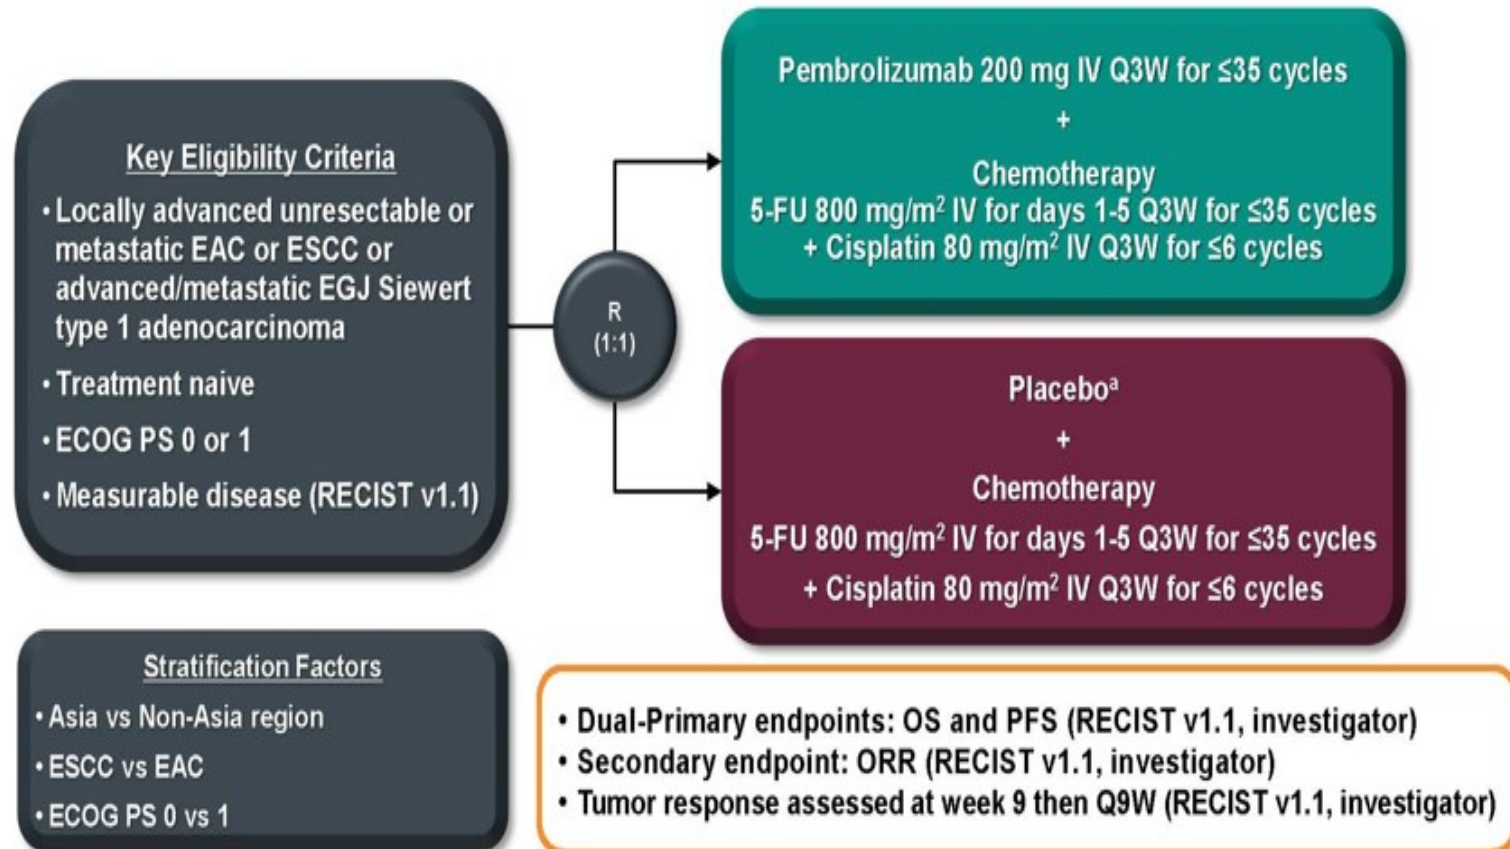 Key Eligibility Criteria
• Locally advanced unresectable or
metastatic EAC or ESCC or
advanced/metastatic EGJ Siewert
type 1 adenocarcinoma
• Treatment naive
• ECOG PS 0 or 1
• Measurable disease (RECIST v1.1)
R
(1:1)
Pembrolizumab 200 mg IV Q3W for ≤35 cycles
+
Chemotherapy
5-FU 800 mg/m² IV for days 1-5 Q3W for ≤35 cycles
+ Cisplatin 80 mg/m² IV Q3W for ≤6 cycles
Placeboᵃ
+
Chemotherapy
5-FU 800 mg/m² IV for days 1-5 Q3W for ≤35 cycles
+ Cisplatin 80 mg/m² IV Q3W for ≤6 cycles
Stratification Factors
• Asia vs Non-Asia region
• ESCC vs EAC
• ECOG PS 0 vs 1
• Dual-Primary endpoints: OS and PFS (RECIST v1.1, investigator)
• Secondary endpoint: ORR (RECIST v1.1, investigator)
• Tumor response assessed at week 9 then Q9W (RECIST v1.1, investigator)